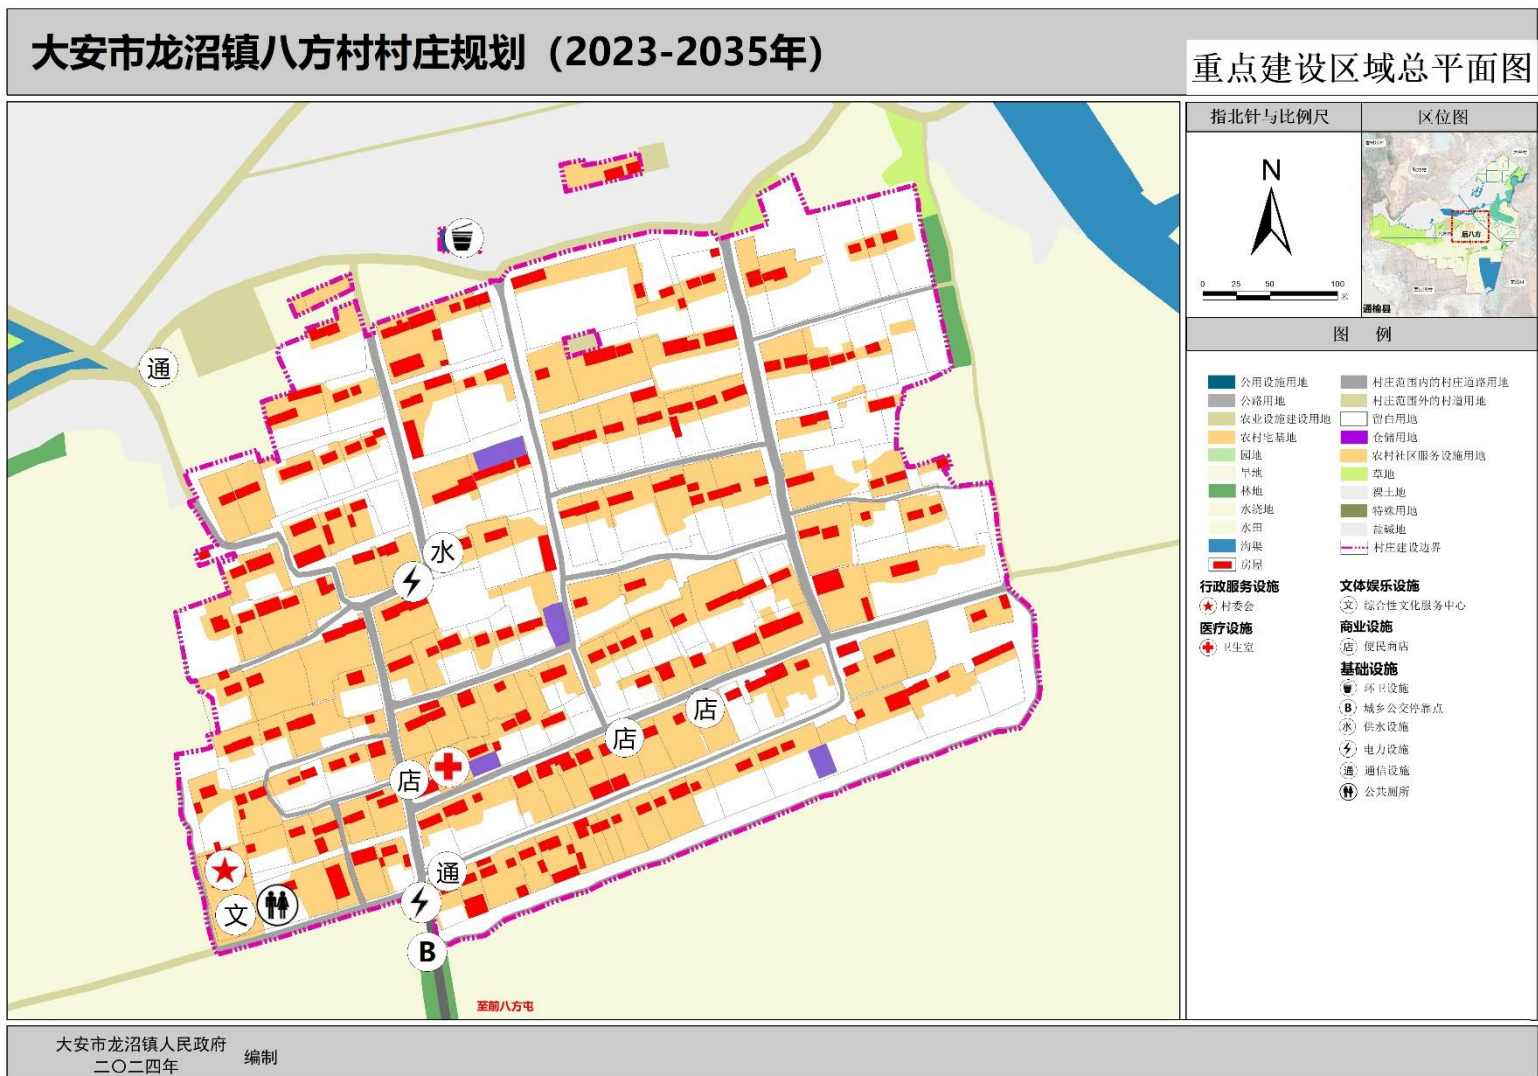 大安市龙沼镇八方村村庄规划（2023-2035年）
重点建设区域总平面图
指北针与比例尺
区位图
N
0 25 50 100
米
后八方
通榆县
图 例
公用设施用地
公路用地
农业设施建设用地
农村宅基地
园地
旱地
林地
水浇地
水田
沟渠
房屋
村庄范围内的村庄道路用地
村庄范围外的村道用地
留白用地
仓储用地
农村社区服务设施用地
草地
裸土地
特殊用地
盐碱地
村庄建设边界
行政服务设施
村委会
医疗设施
卫生室
文体娱乐设施
文 综合性文化服务中心
商业设施
店 便民商店
基础设施
环卫设施
B 城乡公交停靠点
水 供水设施
电力设施
通 通信设施
公共厕所
通
水
店
店
店
通
文
B
至前八方屯
大安市龙沼镇人民政府
二〇二四年
编制